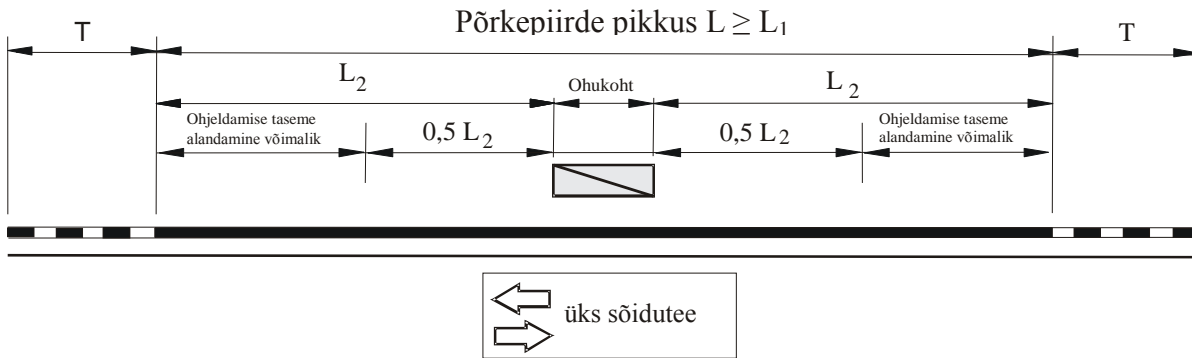 Põrkepiirde pikkus L ≥ L1
T
T
L2
Ohukoht
L2
Ohjeldamise taseme
alandamine võimalik
0,5 L2
0,5 L2
Ohjeldamise taseme
alandamine võimalik
üks sõidutee